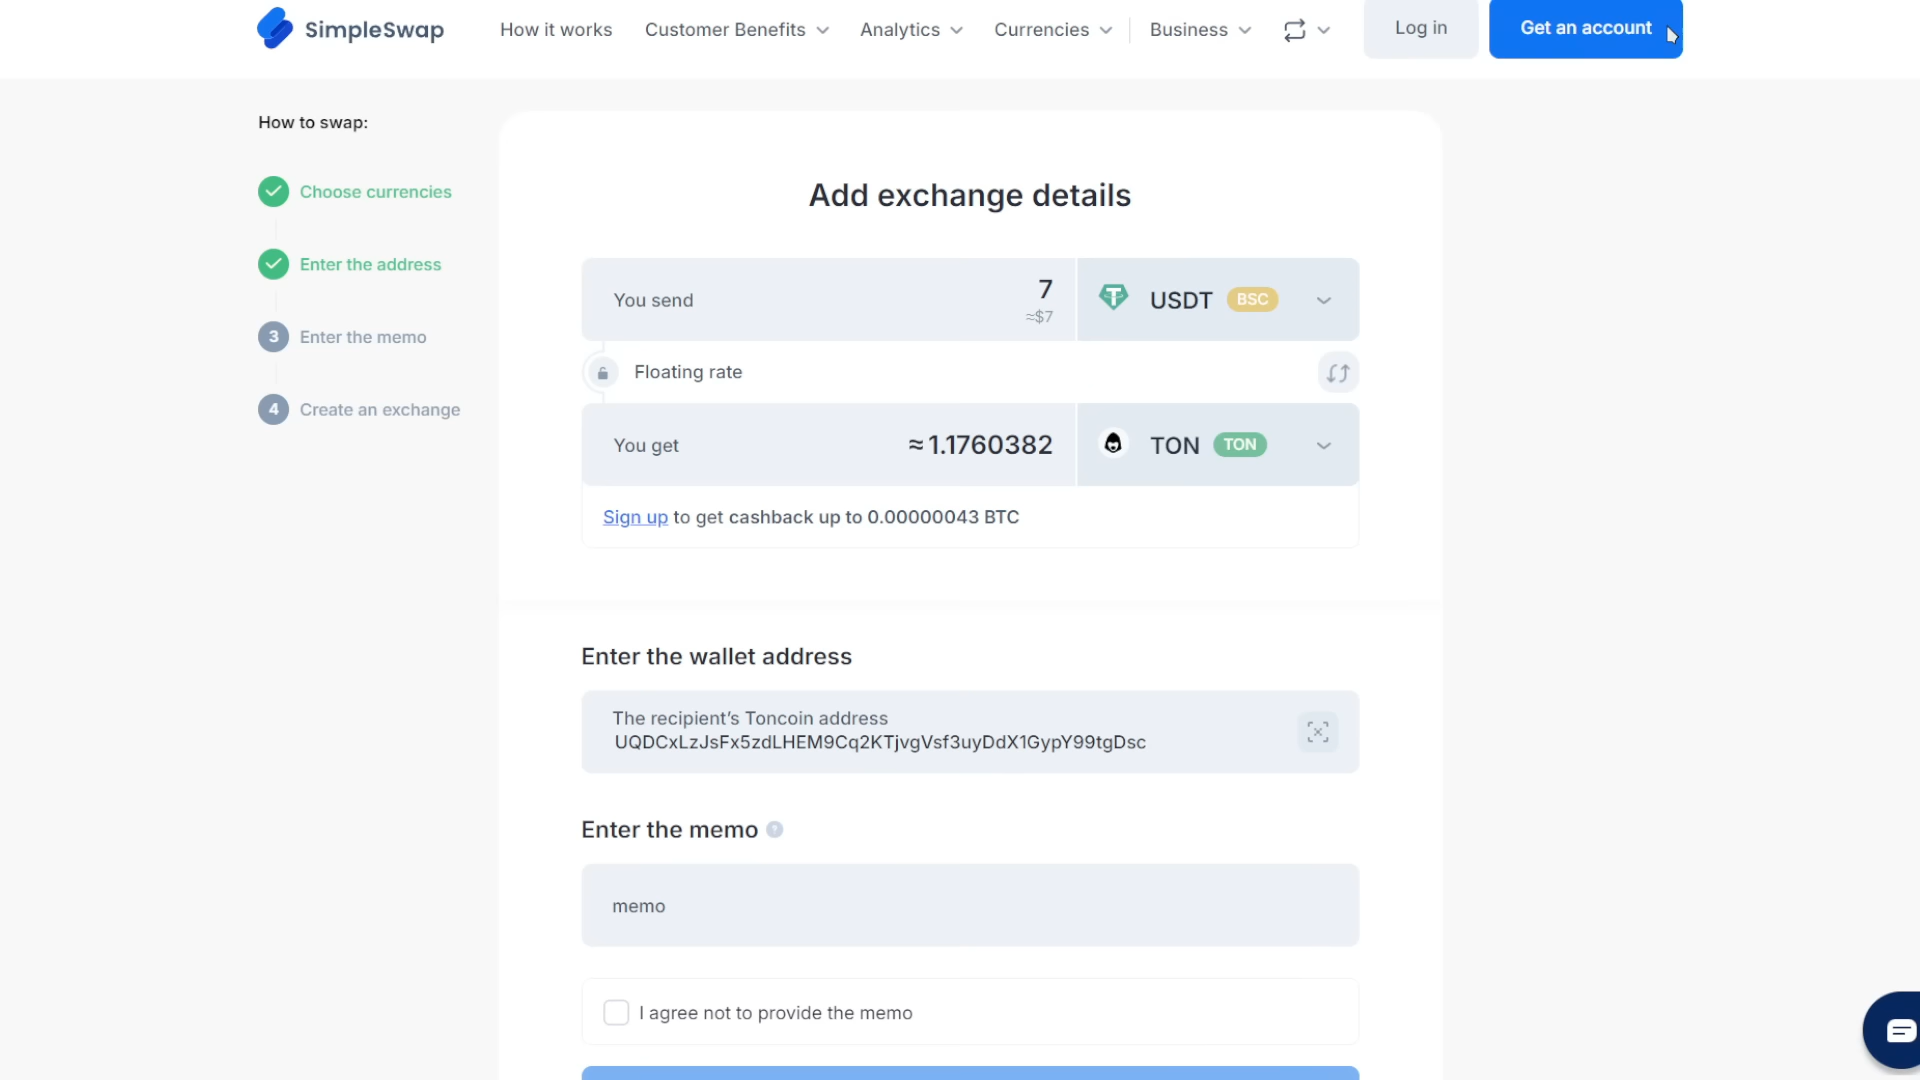 SimpleSwap
How it works
Customer Benefits
Analytics
Currencies
Business
Log in
Get an account
How to swap:
Choose currencies
Enter the address
3 Enter the memo
4 Create an exchange
Add exchange details
You send
7
≈$7
USDT BSC
Floating rate
You get
≈ 1.1760382
TON TON
Sign up to get cashback up to 0.00000043 BTC
Enter the wallet address
The recipient's Toncoin address
UQDCxLzJsFx5zdLHEM9Cq2KTjvgVsf3uyDdX1GypY99tgDsc
Enter the memo ?
memo
I agree not to provide the memo